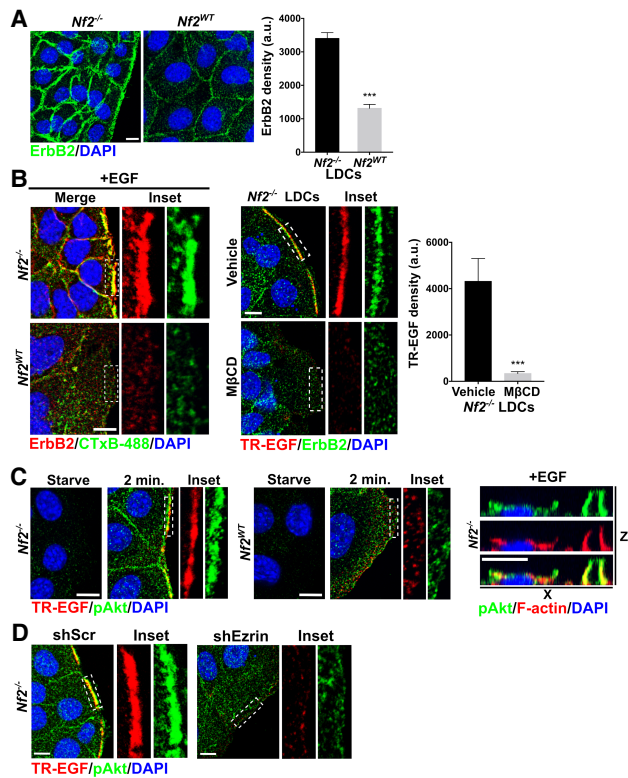 A
Nf2-/-
Nf2WT
ErbB2/DAPI
ErbB2 density (a.u.)
4000
3000
2000
1000
0
***
Nf2-/- Nf2WT
LDCs
B
+EGF
Merge
Inset
Nf2-/-
Nf2WT
ErbB2/CTxB-488/DAPI
Nf2-/- LDCs
Inset
Vehicle
MβCD
TR-EGF/ErbB2/DAPI
TR-EGF density (a.u.)
6000
4000
2000
0
***
Vehicle MβCD
Nf2-/- LDCs
C
Starve
2 min.
Inset
Nf2-/-
TR-EGF/pAkt/DAPI
Starve
2 min.
Inset
Nf2WT
+EGF
Nf2-/-
Z
X
pAkt/F-actin/DAPI
D
shScr
Inset
shEzrin
Inset
Nf2-/-
TR-EGF/pAkt/DAPI